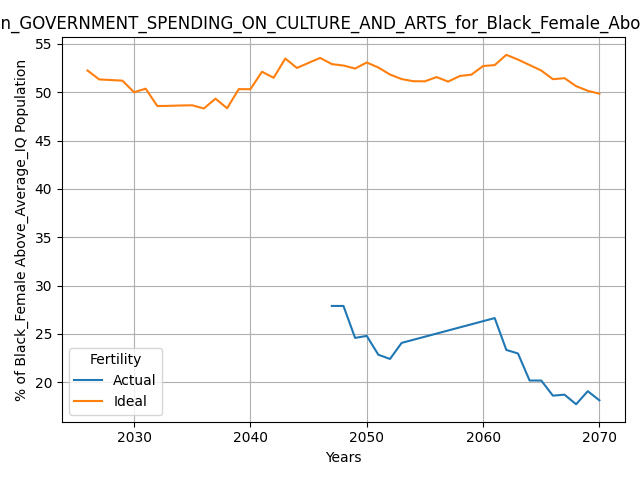 n_GOVERNMENT_SPENDING_ON_CULTURE_AND_ARTS_for_Black_Female_Abo
% of Black_Female Above_Average_IQ Population
55
50
45
40
35
30
25
20
Fertility
Actual
Ideal
2030 2040 2050 2060 2070
Years